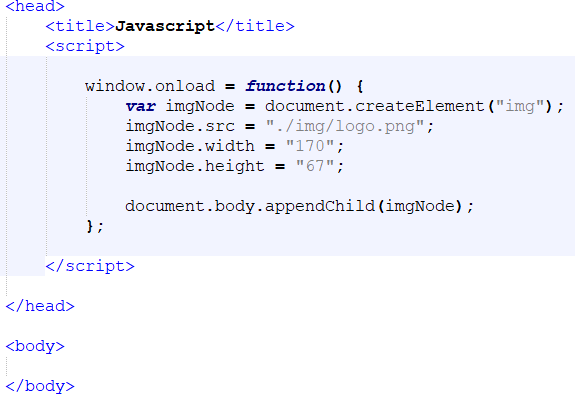 <head>
    <title>Javascript</title>
    <script>

        window.onload = function() {
            var imgNode = document.createElement("img");
            imgNode.src = "./img/logo.png";
            imgNode.width = "170";
            imgNode.height = "67";

            document.body.appendChild(imgNode);
        };

    </script>

</head>

<body>

</body>